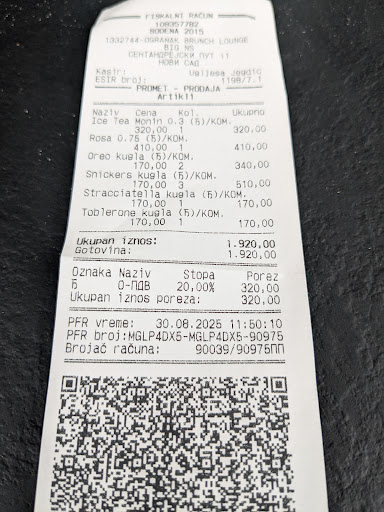 ФISKALNI RAČUN
108357782
BODENA 2015
1332744-OGRANAK BRUNCH LOUNGE
BIG NS
СЕНТАНДРЕЈСКИ ПУТ 11
НОВИ САД
Kasir: Ugljesa Jegdic
ESIR broj: 1198/7.1
PROMET - PRODAJA
Artikli
Naziv Cena Kol. Ukupno
Ice Tea Monin 0.3 (Ђ)/KOM.
320,00 1 320,00
Rosa 0.75 (Ђ)/KOM.
410,00 1 410,00
Oreo kugla (Ђ)/KOM.
170,00 2 340,00
Snickers kugla (Ђ)/KOM.
170,00 3 510,00
Stracciatella kugla (Ђ)/KOM.
170,00 1 170,00
Toblerone kugla (Ђ)/KOM.
170,00 1 170,00
Ukupan iznos: 1.920,00
Gotovina: 1.920,00
Oznaka Naziv Stopa Porez
Ђ О-ПДВ 20,00% 320,00
Ukupan iznos poreza: 320,00
PFR vreme: 30.08.2025 11:50:10
PFR broj:MGLP4DX5-MGLP4DX5-90975
Brojač računa: 90039/90975ПП